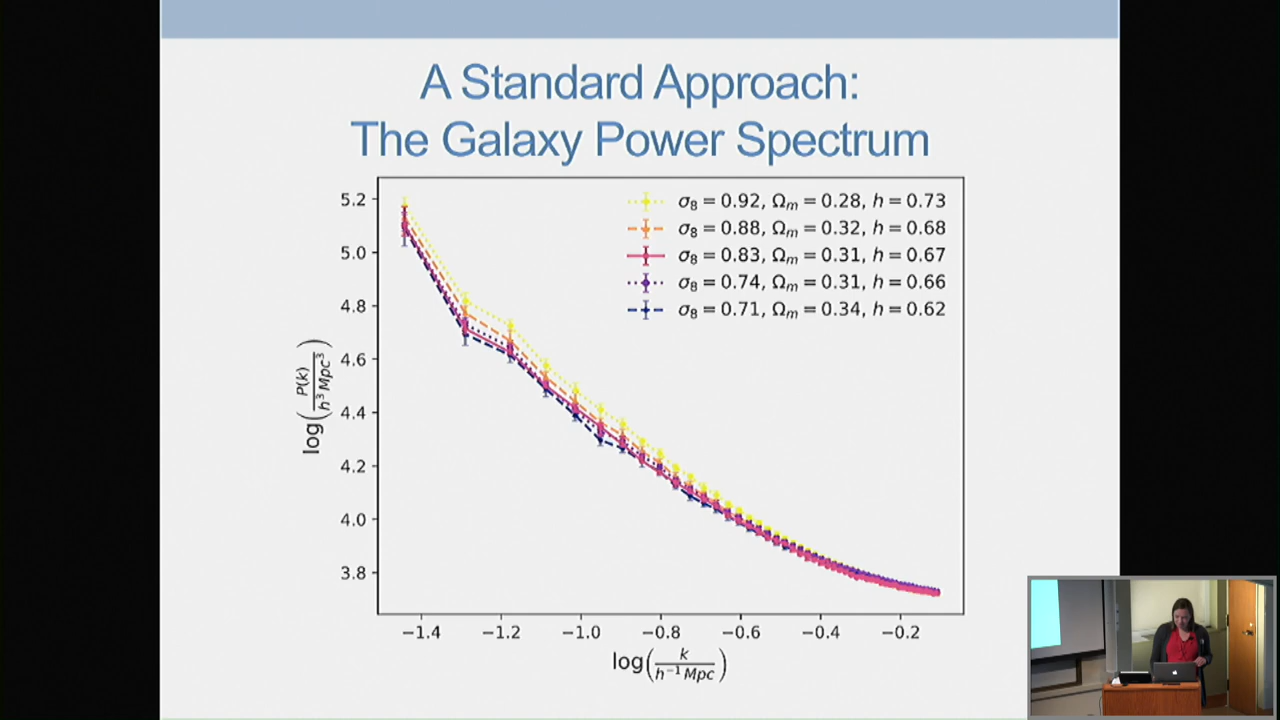 A Standard Approach:
The Galaxy Power Spectrum
σ₈ = 0.92, Ωₘ = 0.28, h = 0.73
σ₈ = 0.88, Ωₘ = 0.32, h = 0.68
σ₈ = 0.83, Ωₘ = 0.31, h = 0.67
σ₈ = 0.74, Ωₘ = 0.31, h = 0.66
σ₈ = 0.71, Ωₘ = 0.34, h = 0.62
5.2
5.0
4.8
4.6
4.4
4.2
4.0
3.8
log(P(k)/h³ Mpc³)
−1.4 −1.2 −1.0 −0.8 −0.6 −0.4 −0.2
log(k/h⁻¹ Mpc)